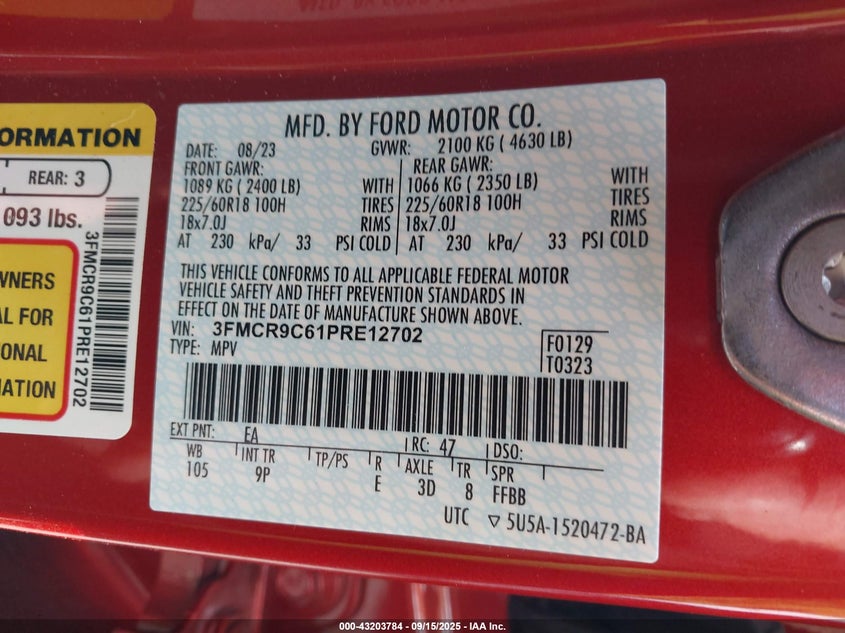 ORMATION
REAR: 3
093 lbs.
WNERS
AL FOR
IONAL
MATION
3FMCR9C61PRE12702
MFD. BY FORD MOTOR CO.
DATE: 08/23 GVWR: 2100 KG ( 4630 LB)
FRONT GAWR: REAR GAWR:
1089 KG ( 2400 LB) WITH 1066 KG ( 2350 LB) WITH
225/60R18 100H TIRES 225/60R18 100H TIRES
18x7.0J RIMS 18x7.0J RIMS
AT 230 kPa/ 33 PSI COLD AT 230 kPa/ 33 PSI COLD
THIS VEHICLE CONFORMS TO ALL APPLICABLE FEDERAL MOTOR
VEHICLE SAFETY AND THEFT PREVENTION STANDARDS IN
EFFECT ON THE DATE OF MANUFACTURE SHOWN ABOVE.
VIN: 3FMCR9C61PRE12702
TYPE: MPV
F0129
T0323
EXT PNT: EA RC: 47 DSO:
WB INT TR TP/PS R AXLE TR SPR
105 9P E 3D 8 FFBB
UTC ▽ 5U5A-1520472-BA
000-43203784 - 09/15/2025 - IAA Inc.